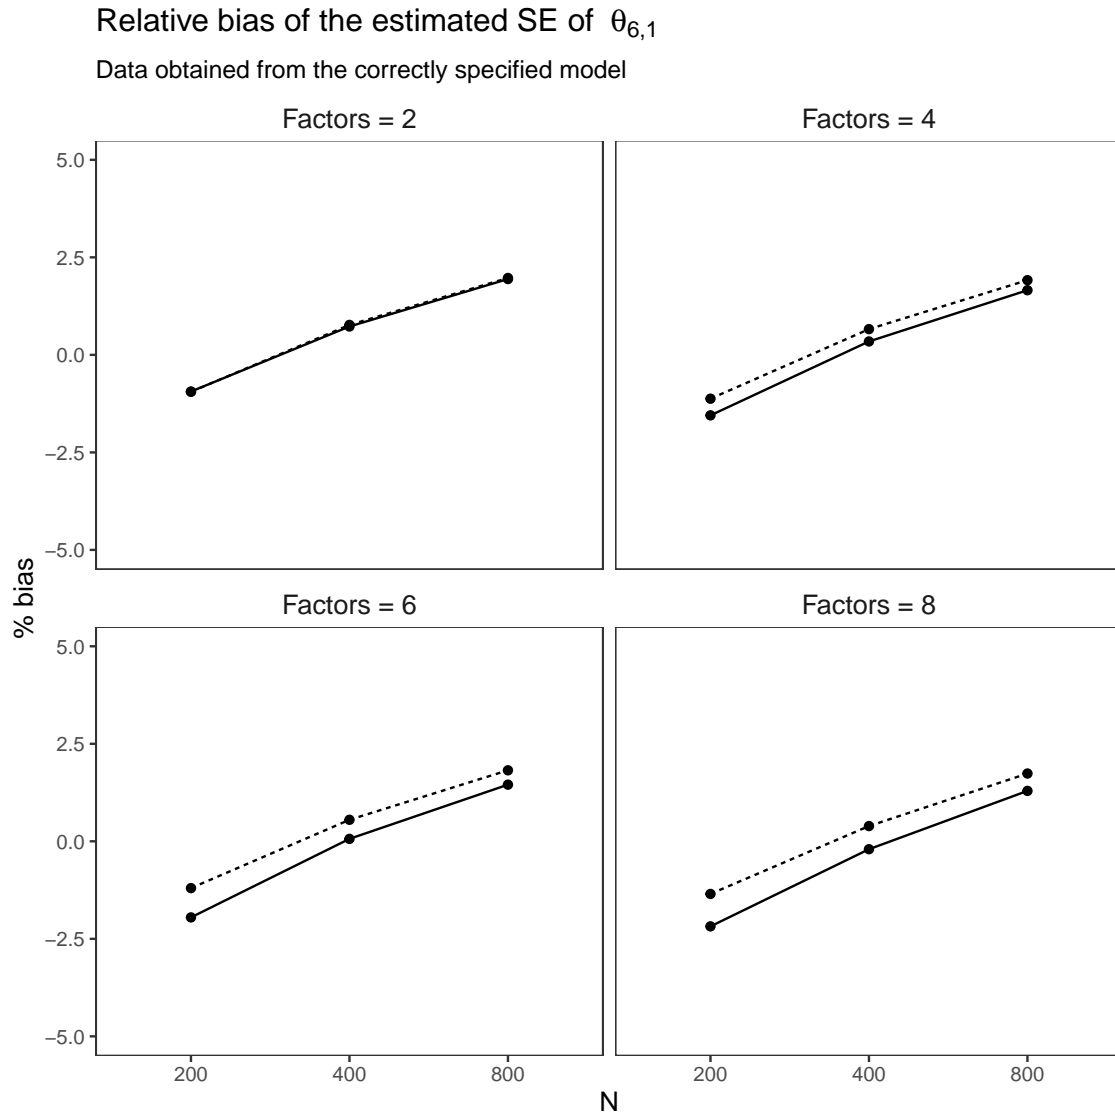 Relative bias of the estimated SE of θ6,1
Data obtained from the correctly specified model
Factors = 2
Factors = 4
5.0
2.5
0.0
−2.5
−5.0
% bias
Factors = 6
Factors = 8
5.0
2.5
0.0
−2.5
−5.0
200 400 800
200 400 800
N